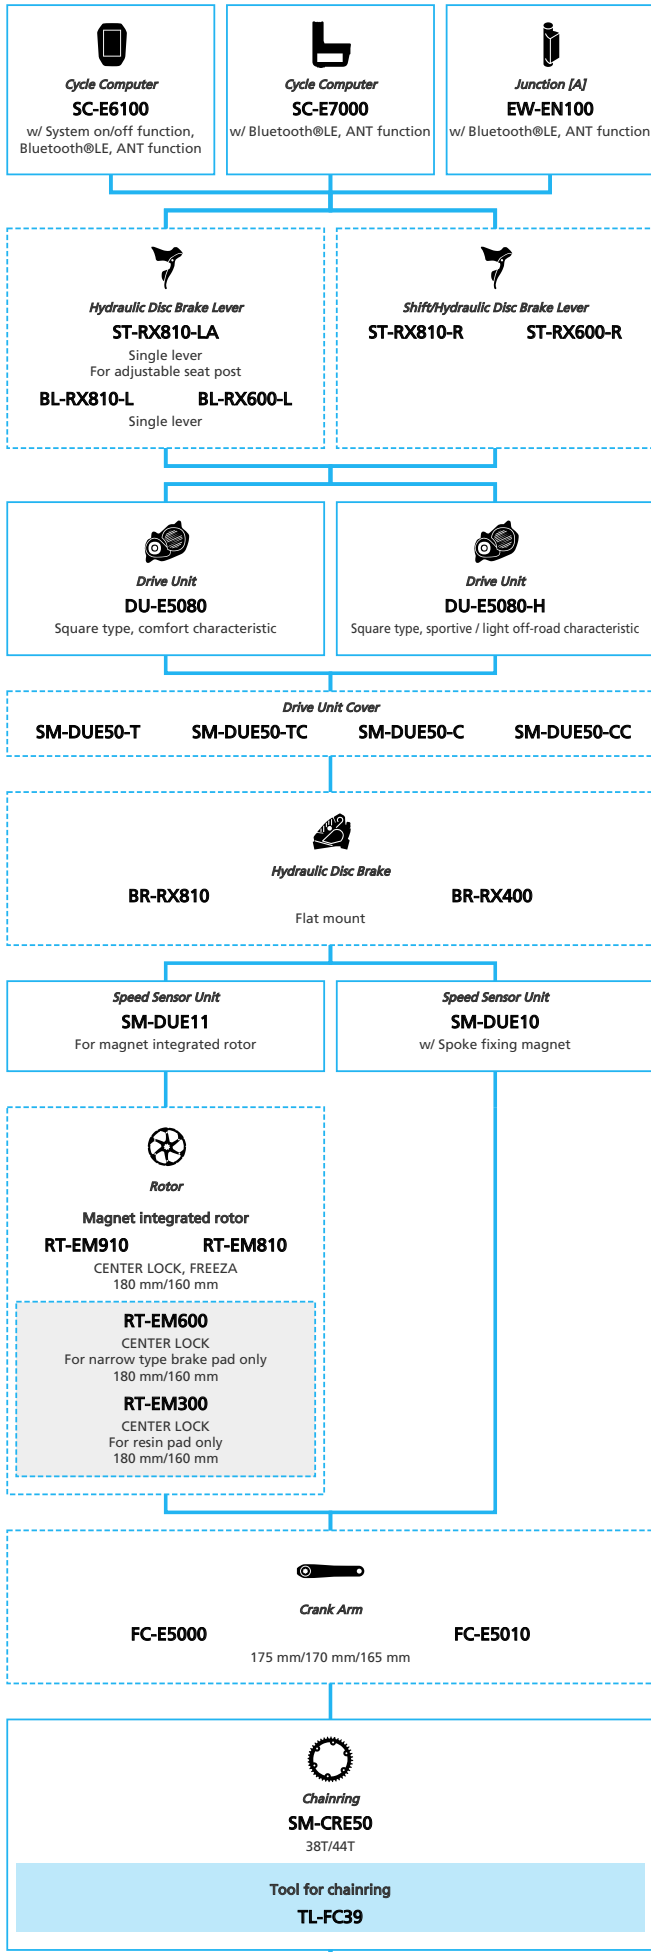 Cycle Computer
SC-E6100
w/ System on/off function,
Bluetooth®LE, ANT function
Cycle Computer
SC-E7000
w/ Bluetooth®LE, ANT function
Junction [A]
EW-EN100
w/ Bluetooth®LE, ANT function
Hydraulic Disc Brake Lever
ST-RX810-LA
Single lever
For adjustable seat post
BL-RX810-L BL-RX600-L
Single lever
Shift/Hydraulic Disc Brake Lever
ST-RX810-R ST-RX600-R
Drive Unit
DU-E5080
Square type, comfort characteristic
Drive Unit
DU-E5080-H
Square type, sportive / light off-road characteristic
Drive Unit Cover
SM-DUE50-T SM-DUE50-TC SM-DUE50-C SM-DUE50-CC
Hydraulic Disc Brake
BR-RX810 BR-RX400
Flat mount
Speed Sensor Unit
SM-DUE11
For magnet integrated rotor
Speed Sensor Unit
SM-DUE10
w/ Spoke fixing magnet
Rotor
Magnet integrated rotor
RT-EM910 RT-EM810
CENTER LOCK, FREEZA
180 mm/160 mm
RT-EM600
CENTER LOCK
For narrow type brake pad only
180 mm/160 mm
RT-EM300
CENTER LOCK
For resin pad only
180 mm/160 mm
Crank Arm
FC-E5000 FC-E5010
175 mm/170 mm/165 mm
Chainring
SM-CRE50
38T/44T
Tool for chainring
TL-FC39